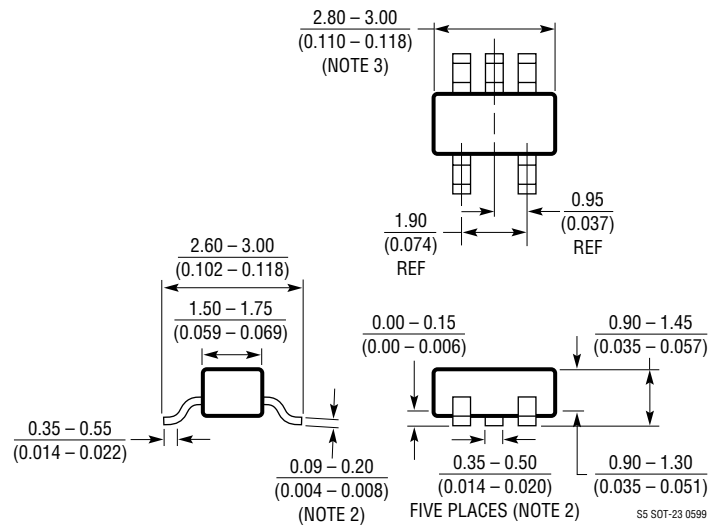 2.80 – 3.00
(0.110 – 0.118)
(NOTE 3)
1.90
(0.074)
REF
0.95
(0.037)
REF
2.60 – 3.00
(0.102 – 0.118)
1.50 – 1.75
(0.059 – 0.069)
0.00 – 0.15
(0.00 – 0.006)
0.90 – 1.45
(0.035 – 0.057)
0.35 – 0.55
(0.014 – 0.022)
0.09 – 0.20
(0.004 – 0.008)
(NOTE 2)
0.35 – 0.50
(0.014 – 0.020)
FIVE PLACES (NOTE 2)
0.90 – 1.30
(0.035 – 0.051)
S5 SOT-23 0599